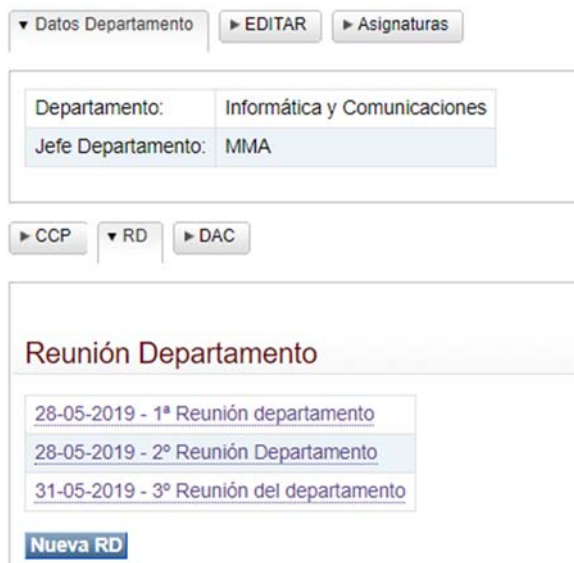 Datos Departamento EDITAR Asignaturas
Departamento: Informática y Comunicaciones
Jefe Departamento: MMA
CCP RD DAC
Reunión Departamento
28-05-2019 - 1ª Reunión departamento
28-05-2019 - 2º Reunión Departamento
31-05-2019 - 3º Reunión del departamento
Nueva RD